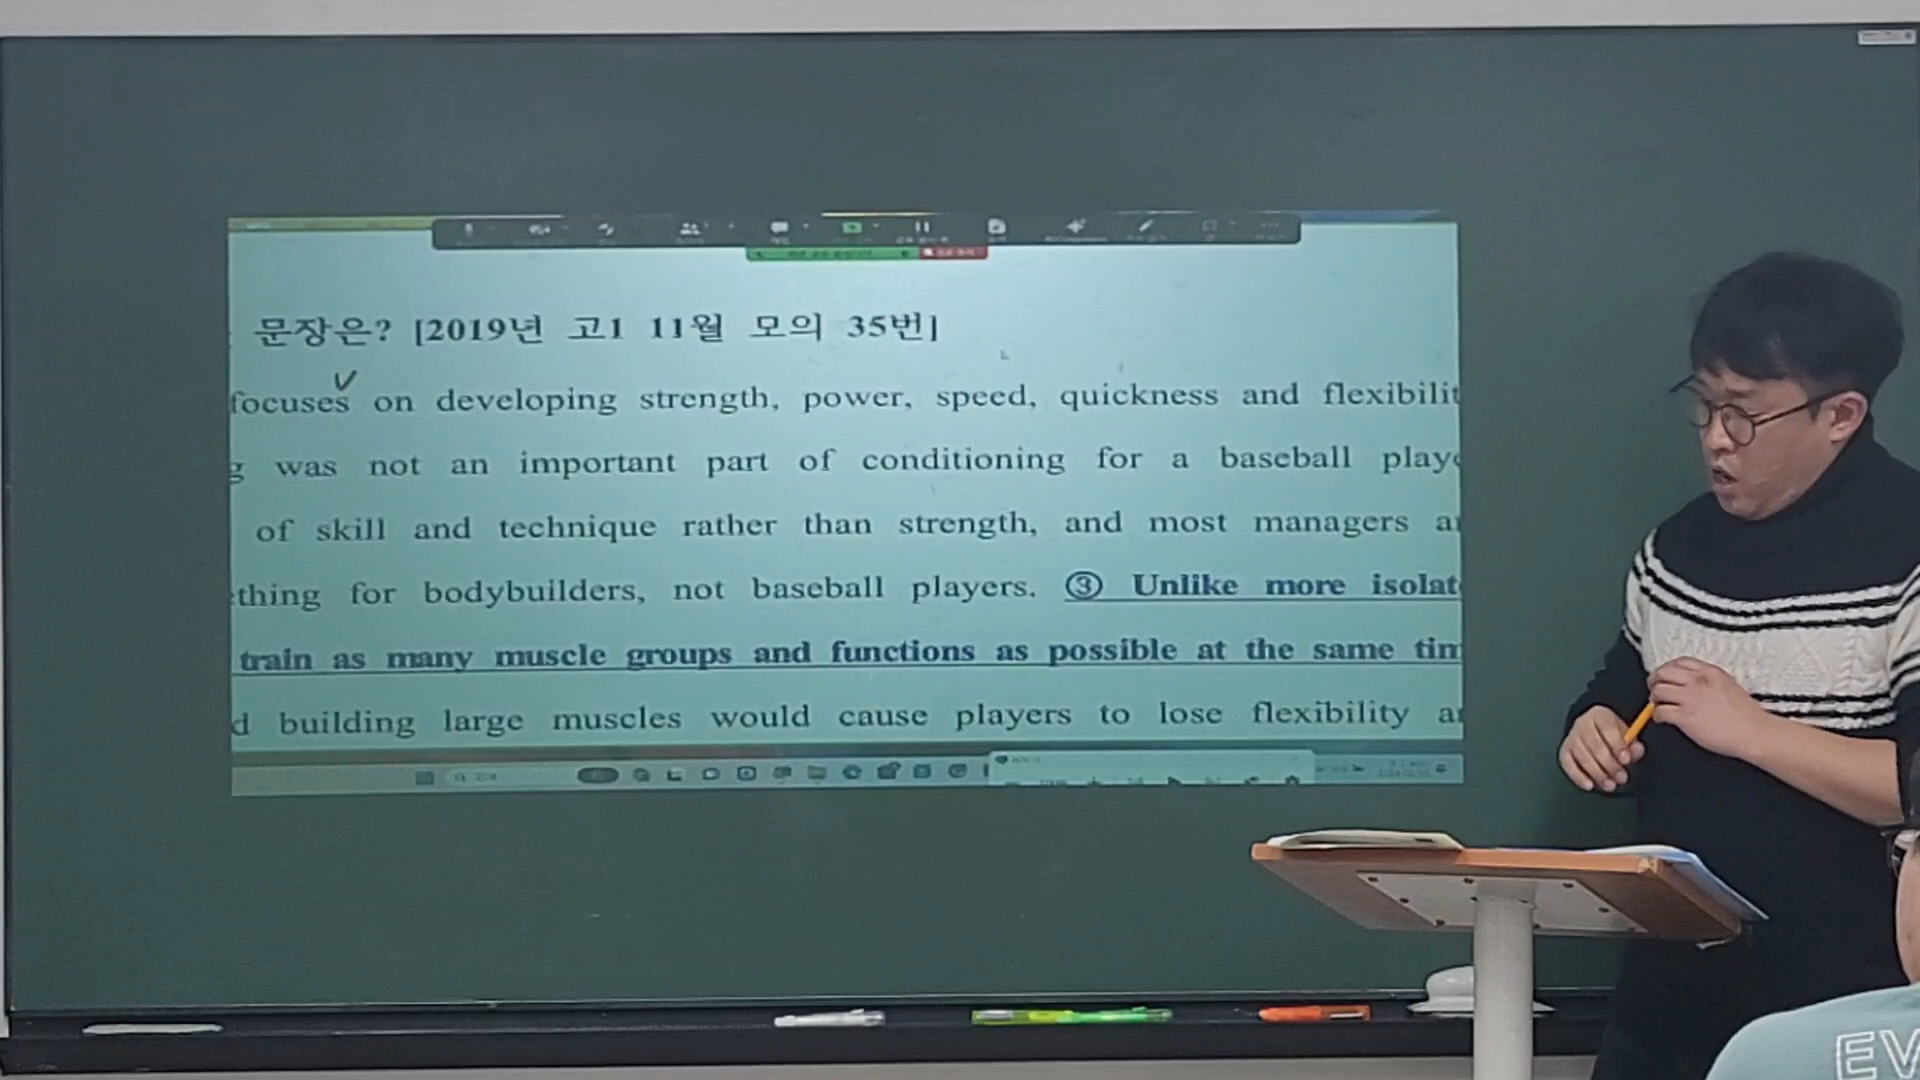 문장은? [2019년 고1 11월 모의 35번]
focuses on developing strength, power, speed, quickness and flexibilit
g was not an important part of conditioning for a baseball play
of skill and technique rather than strength, and most managers a
thing for bodybuilders, not baseball players. ③ Unlike more isolat
train as many muscle groups and functions as possible at the same tim
d building large muscles would cause players to lose flexibility a
EV